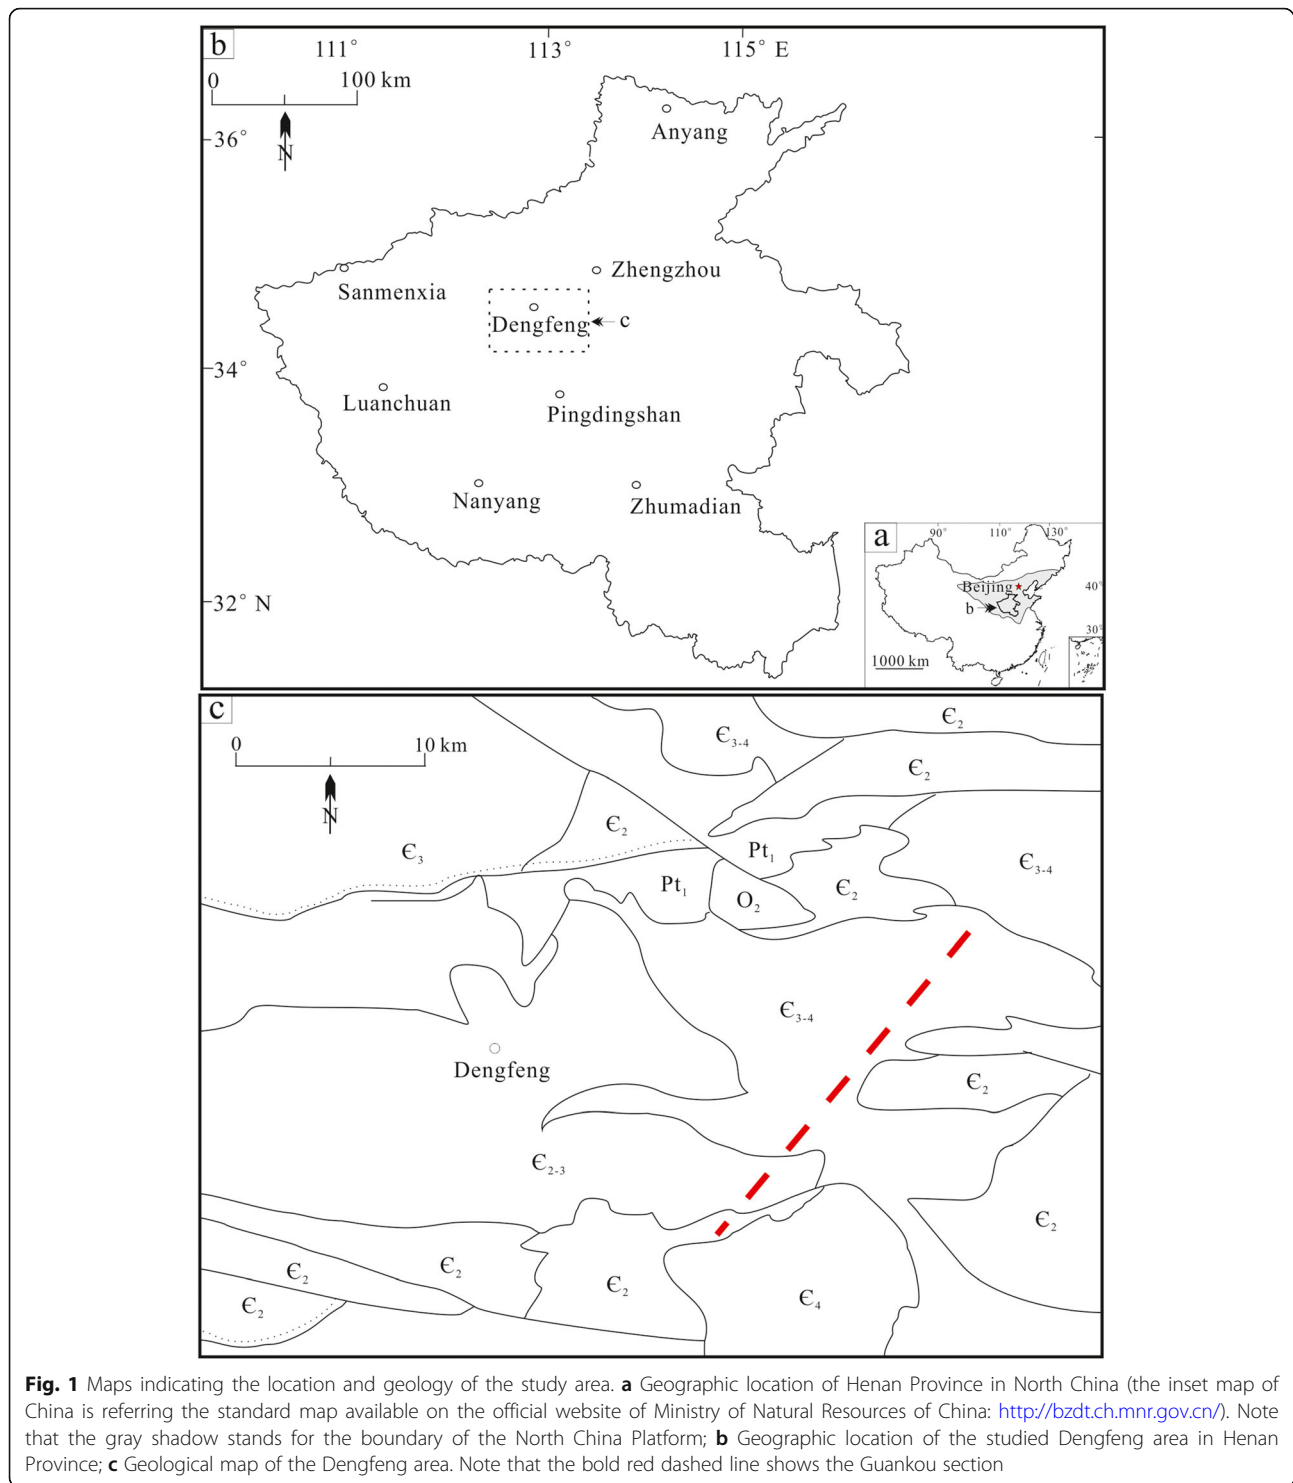 b
111° 113° 115° E
0 100 km
N
36°
34°
32° N
Anyang
Zhengzhou
Sanmenxia
Dengfeng
c
Luanchuan
Pingdingshan
Nanyang
Zhumadian
a
90° 110° 130°
Beijing
40°
b
30°
1000 km
c
0 10 km
N
Є₂
Є₃₋₄
Є₂
Є₂
Є₃
Pt₁
Є₃₋₄
Pt₁
O₂
Є₂
Є₃₋₄
Dengfeng
Є₂
Є₂₋₃
Є₂
Є₂
Є₂
Є₂
Є₄
Є₂
Fig. 1 Maps indicating the location and geology of the study area. a Geographic location of Henan Province in North China (the inset map of
China is referring the standard map available on the official website of Ministry of Natural Resources of China: http://bzdt.ch.mnr.gov.cn/). Note
that the gray shadow stands for the boundary of the North China Platform; b Geographic location of the studied Dengfeng area in Henan
Province; c Geological map of the Dengfeng area. Note that the bold red dashed line shows the Guankou section